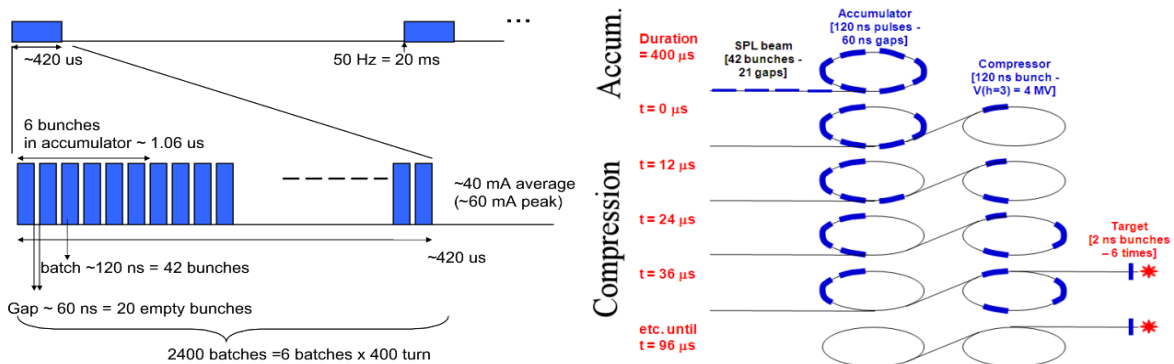 ...
~420 us
50 Hz = 20 ms
6 bunches
in accumulator ~ 1.06 us
~40 mA average
(~60 mA peak)
~420 us
batch ~120 ns = 42 bunches
Gap ~ 60 ns = 20 empty bunches
2400 batches =6 batches x 400 turn
Accum.
Compression
Duration
= 400 μs
SPL beam
[42 bunches -
21 gaps]
Accumulator
[120 ns pulses -
60 ns gaps]
Compressor
[120 ns bunch -
V(h=3) = 4 MV]
t = 0 μs
t = 12 μs
t = 24 μs
t = 36 μs
etc. until
t = 96 μs
Target
[2 ns bunches
– 6 times]